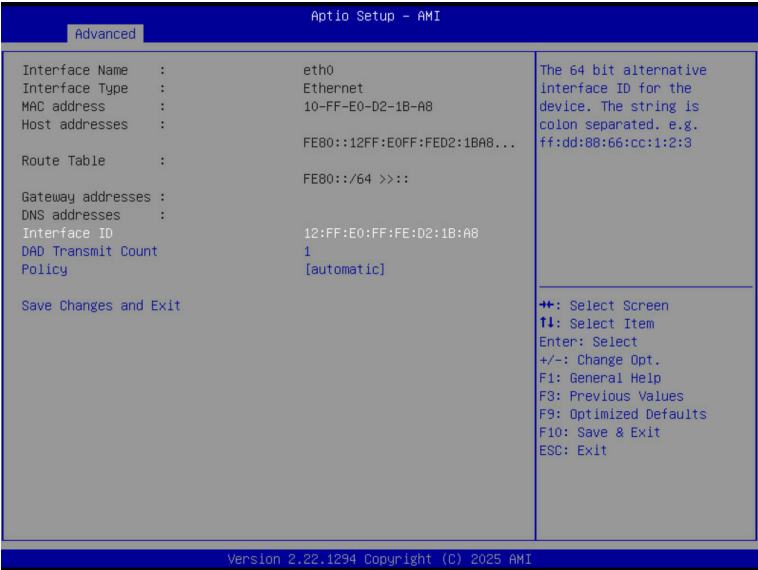 Aptio Setup – AMI
Advanced
Interface Name : eth0
Interface Type : Ethernet
MAC address : 10-FF-E0-D2-1B-A8
Host addresses :
FE80::12FF:E0FF:FED2:1BA8...
Route Table :
FE80::/64 >>::
Gateway addresses :
DNS addresses :
Interface ID 12:FF:E0:FF:FE:D2:1B:A8
DAD Transmit Count 1
Policy [automatic]
Save Changes and Exit
The 64 bit alternative
interface ID for the
device. The string is
colon separated. e.g.
ff:dd:88:66:cc:1:2:3
→←: Select Screen
↑↓: Select Item
Enter: Select
+/-: Change Opt.
F1: General Help
F3: Previous Values
F9: Optimized Defaults
F10: Save & Exit
ESC: Exit
Version 2.22.1294 Copyright (C) 2025 AMI